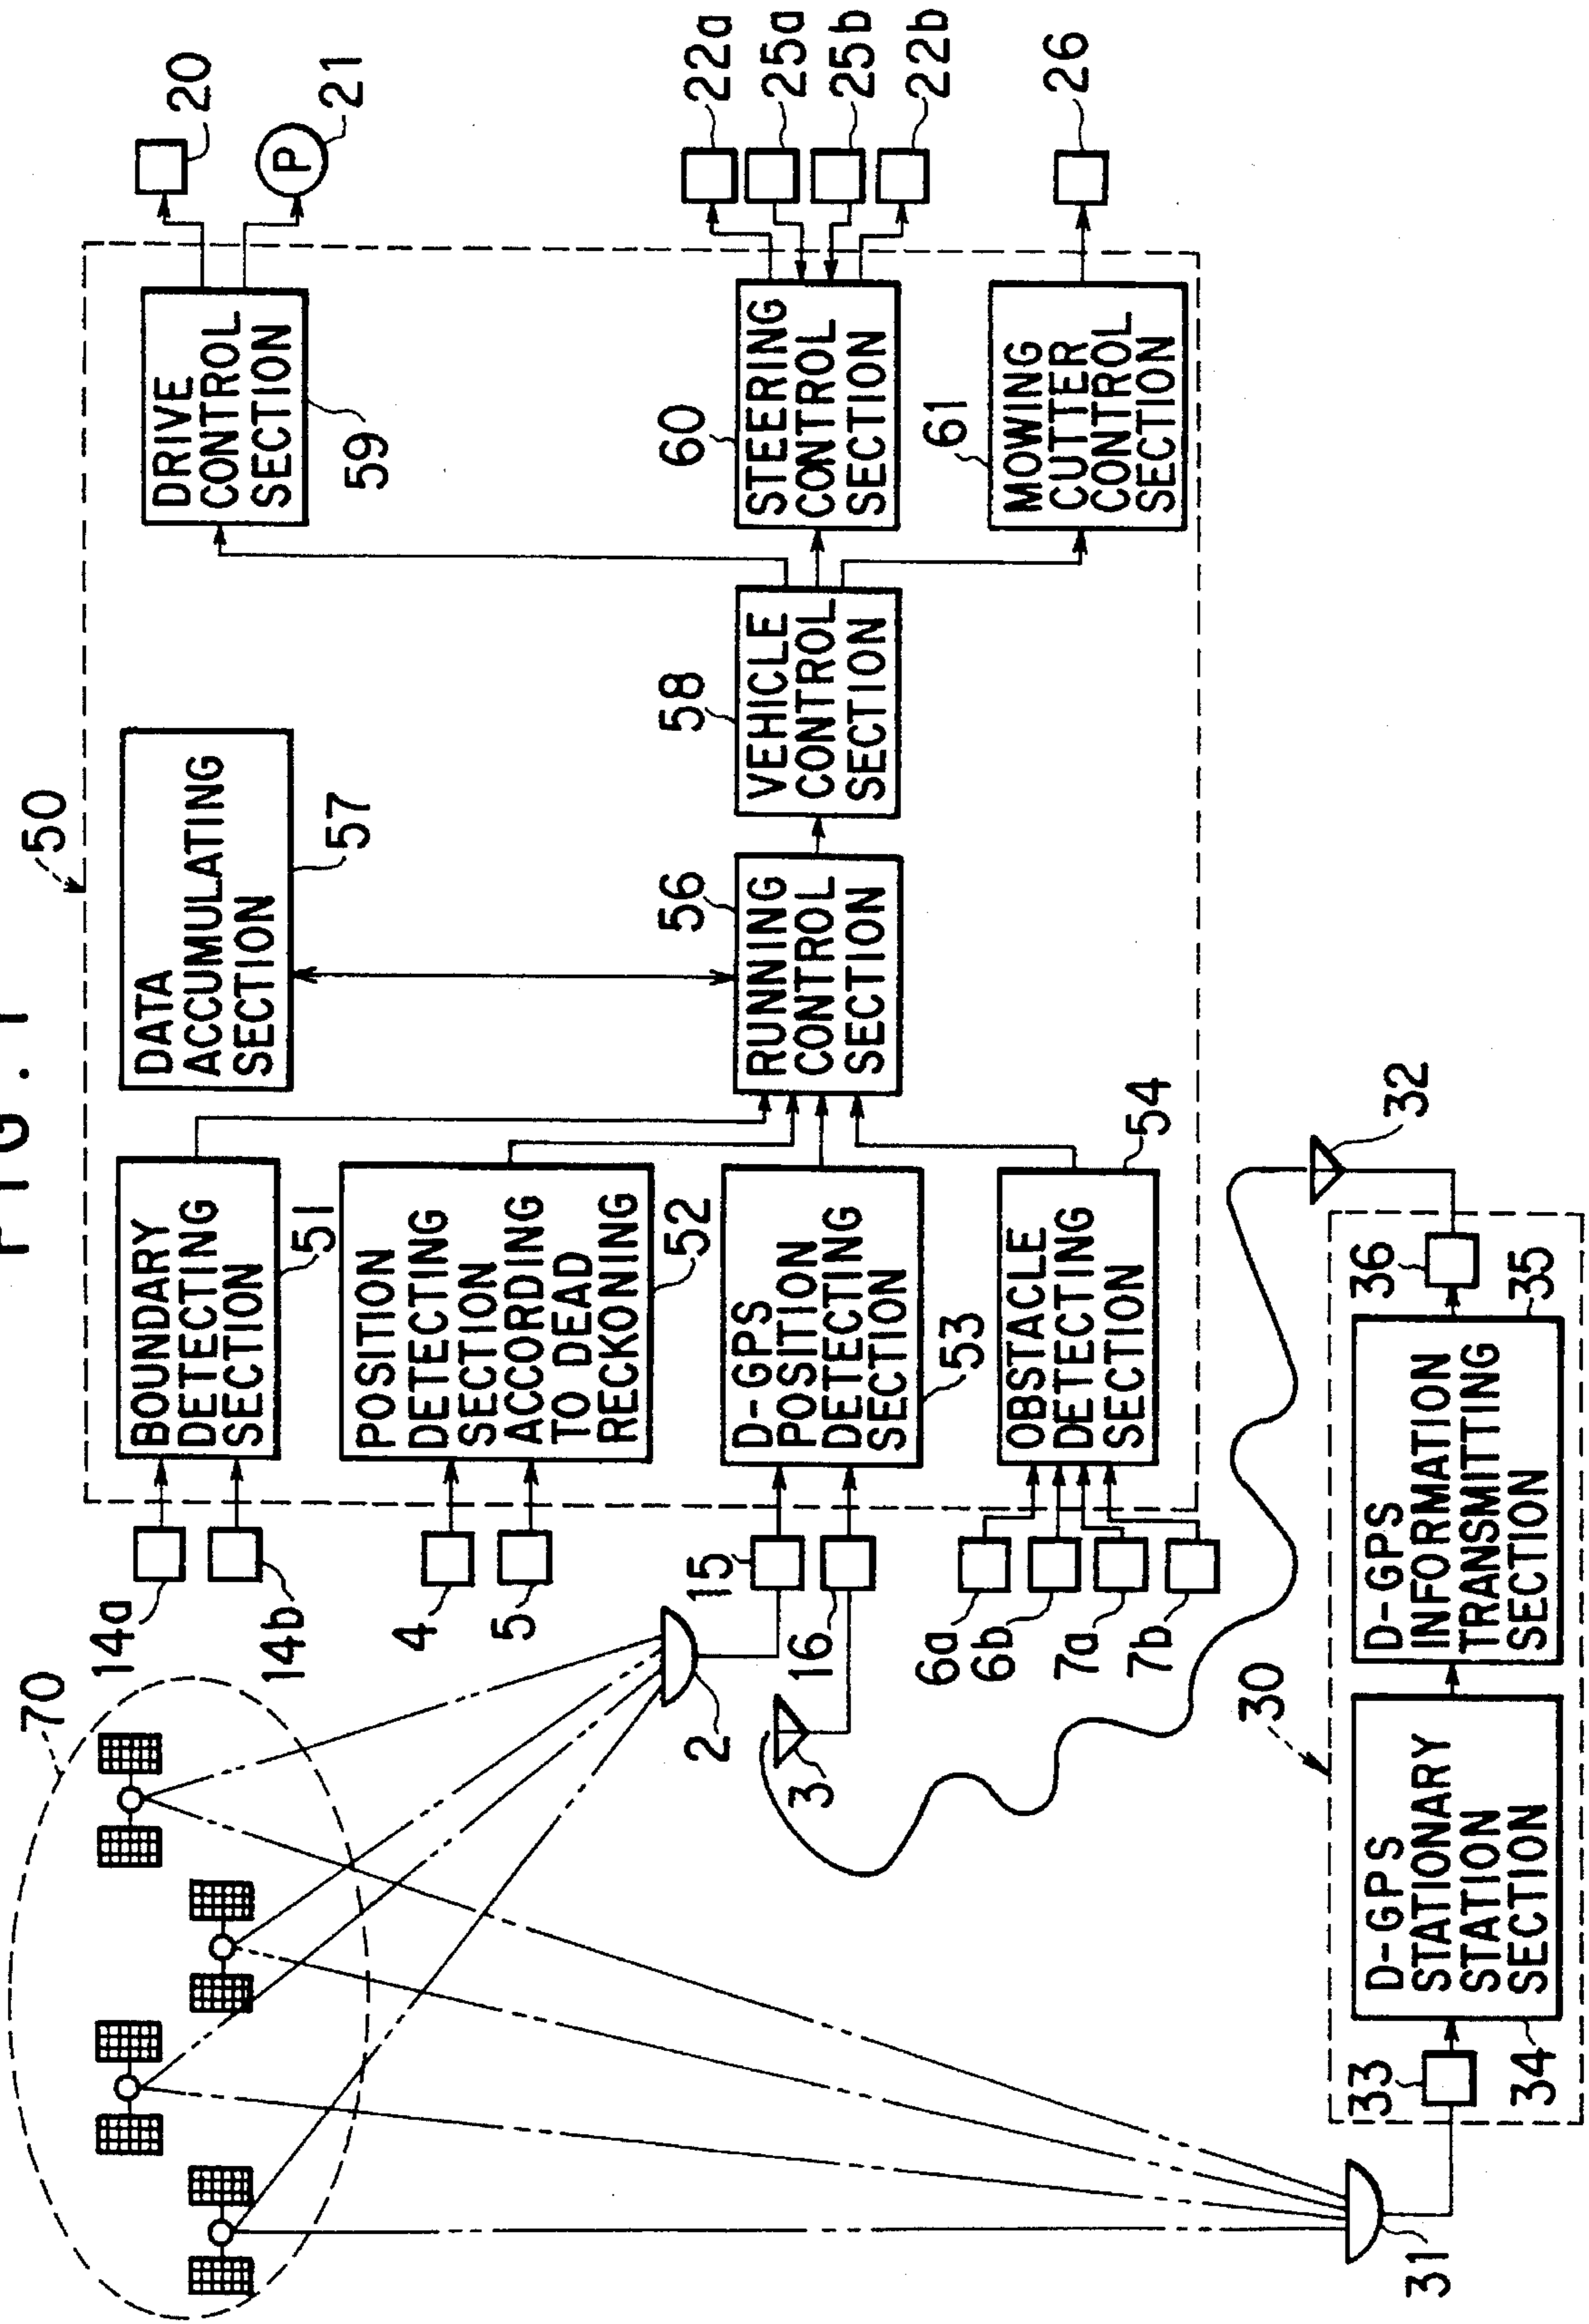 FIG. 1
50
70
14a
14b
BOUNDARY
DETECTING
SECTION
51
DATA
ACCUMULATING
SECTION
57
DRIVE
CONTROL
SECTION
59
20
P
21
4
5
POSITION
DETECTING
SECTION
ACCORDING
TO DEAD
RECKONING
52
2
15
3
16
D-GPS
POSITION
DETECTING
SECTION
53
56
RUNNING
CONTROL
SECTION
58
VEHICLE
CONTROL
SECTION
60
STEERING
CONTROL
SECTION
22a
25a
25b
22b
6a
6b
7a
7b
OBSTACLE
DETECTING
SECTION
54
61
MOWING
CUTTER
CONTROL
SECTION
26
30
31
33
34
D-GPS
STATIONARY
STATION
SECTION
D-GPS
INFORMATION
TRANSMITTING
SECTION
35
36
32